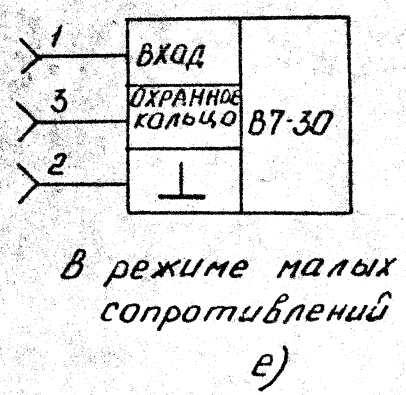 1
ВХОД
3
ОХРАННОЕ
КОЛЬЦО
В7-30
2
⊥
В режиме малых
сопротивлений
е)